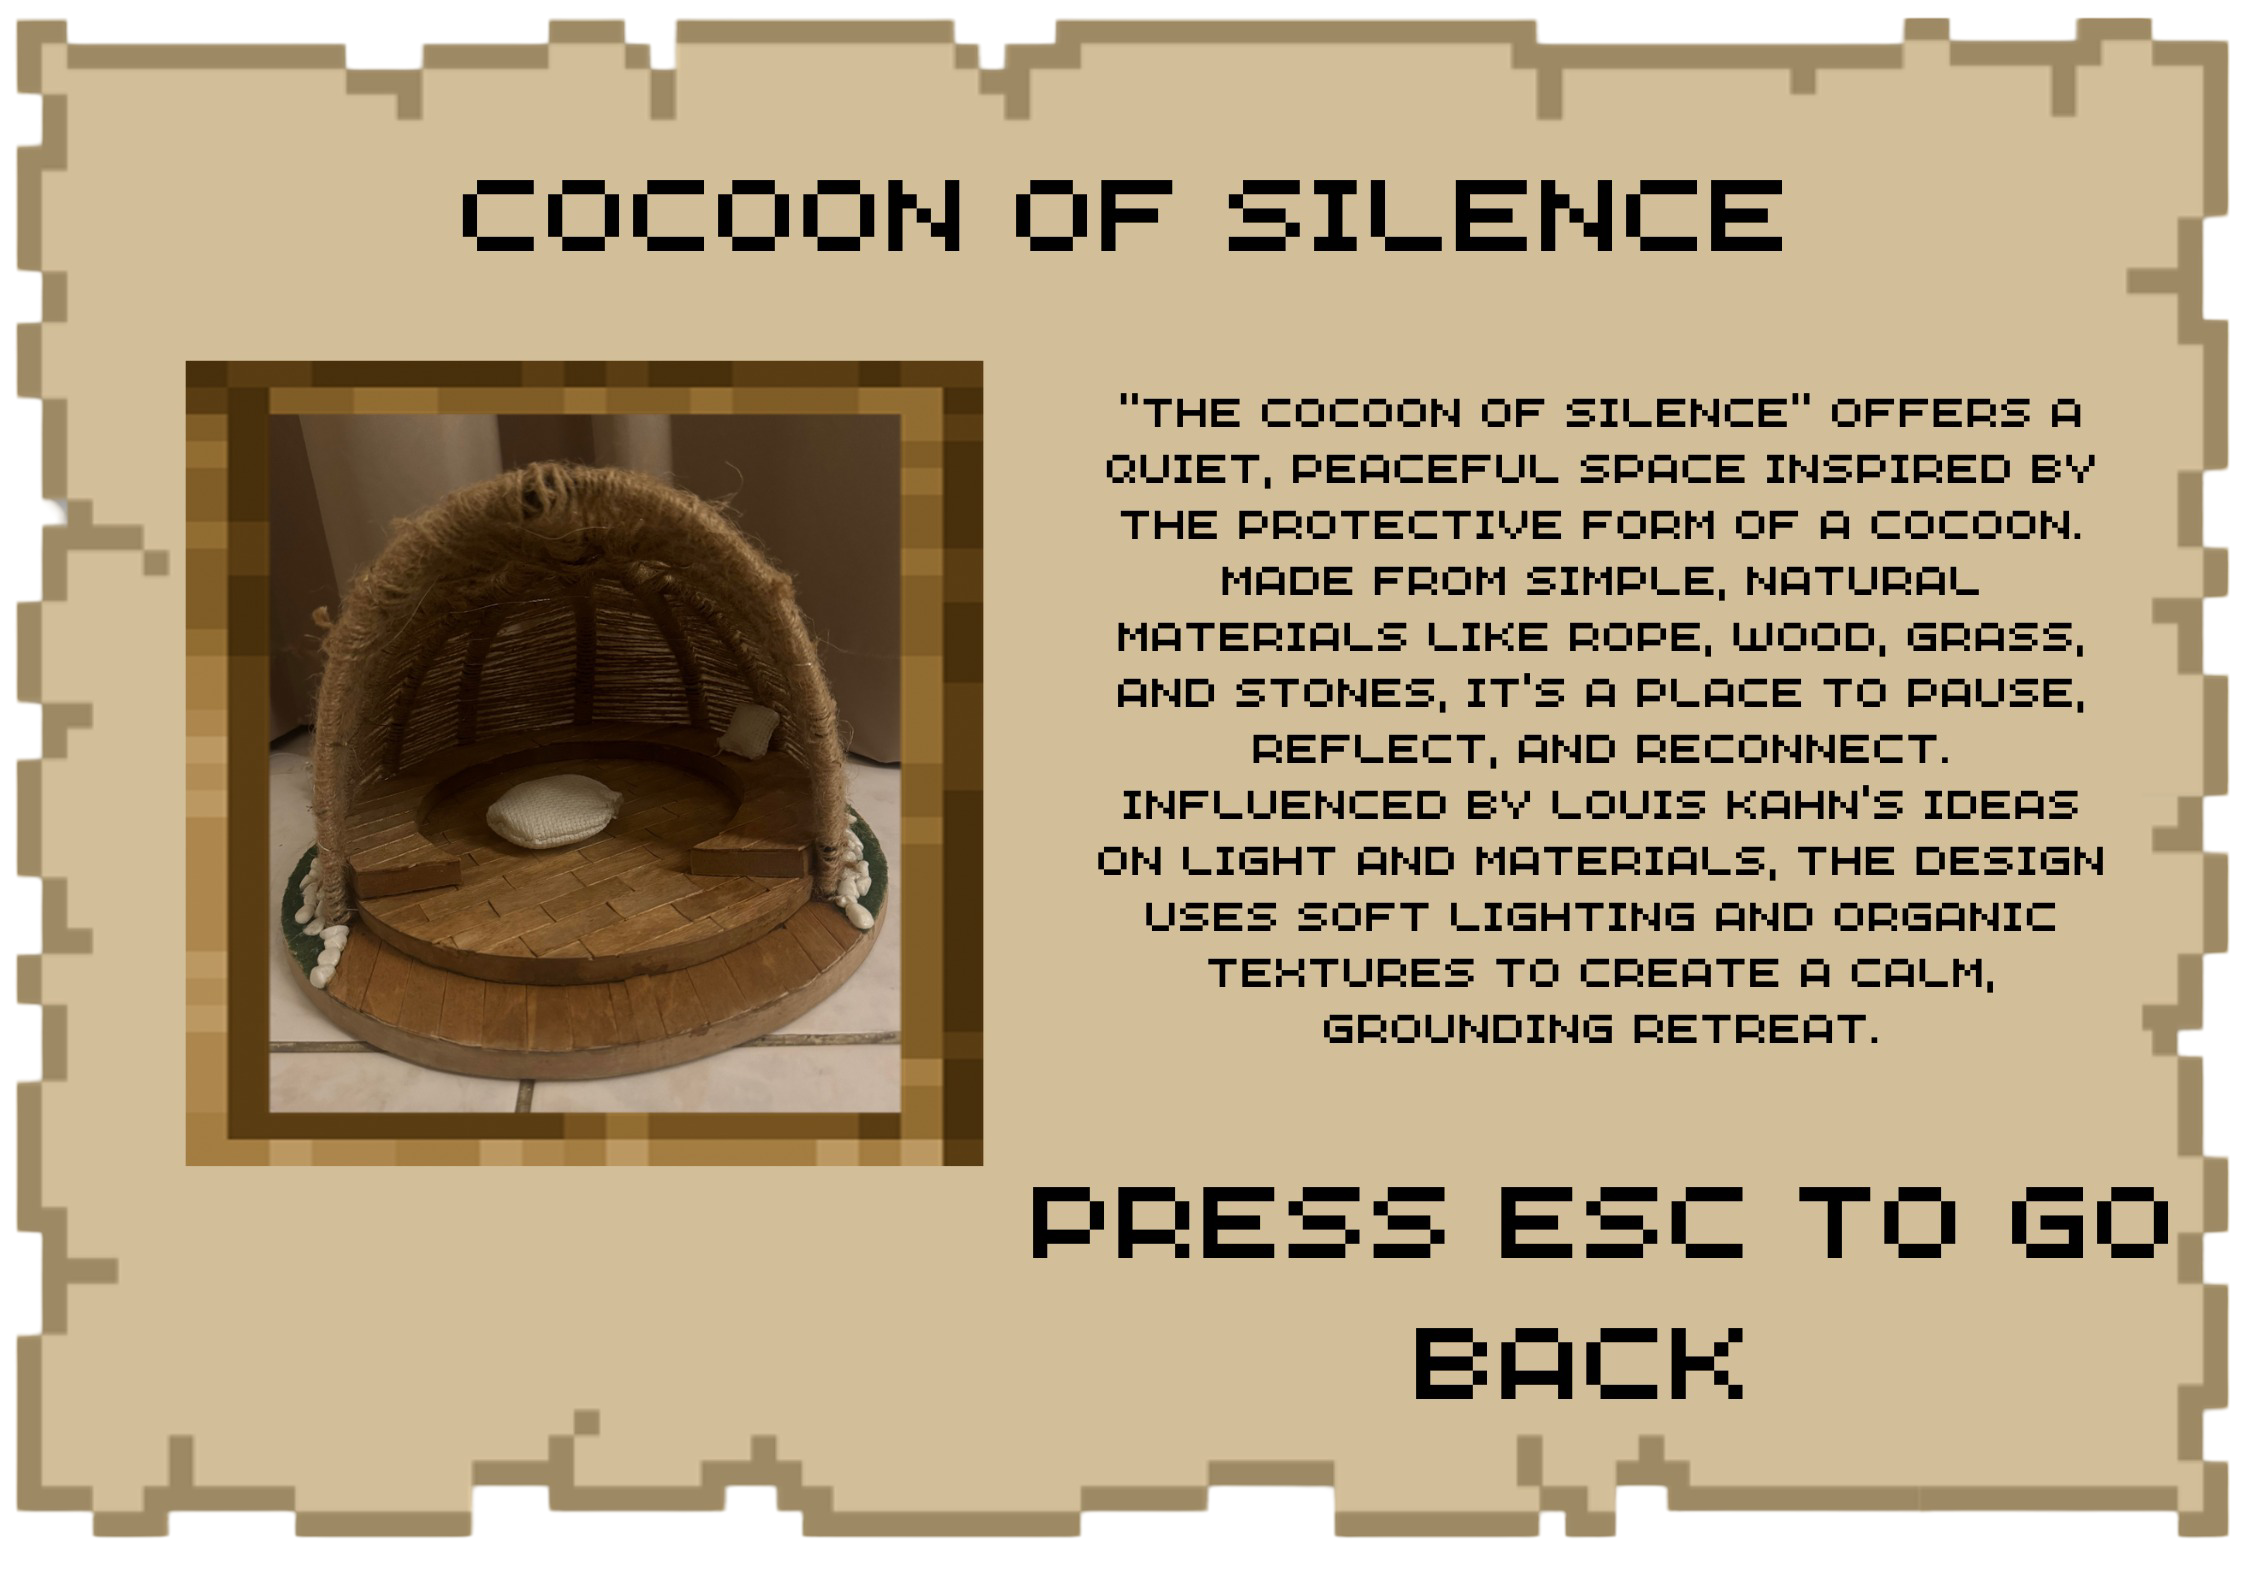 COCOON OF SILENCE
"THE COCOON OF SILENCE" OFFERS A
QUIET, PEACEFUL SPACE INSPIRED BY
THE PROTECTIVE FORM OF A COCOON.
MADE FROM SIMPLE, NATURAL
MATERIALS LIKE ROPE, WOOD, GRASS,
AND STONES, IT'S A PLACE TO PAUSE,
REFLECT, AND RECONNECT.
INFLUENCED BY LOUIS KAHN'S IDEAS
ON LIGHT AND MATERIALS, THE DESIGN
USES SOFT LIGHTING AND ORGANIC
TEXTURES TO CREATE A CALM,
GROUNDING RETREAT.
PRESS ESC TO GO
BACK